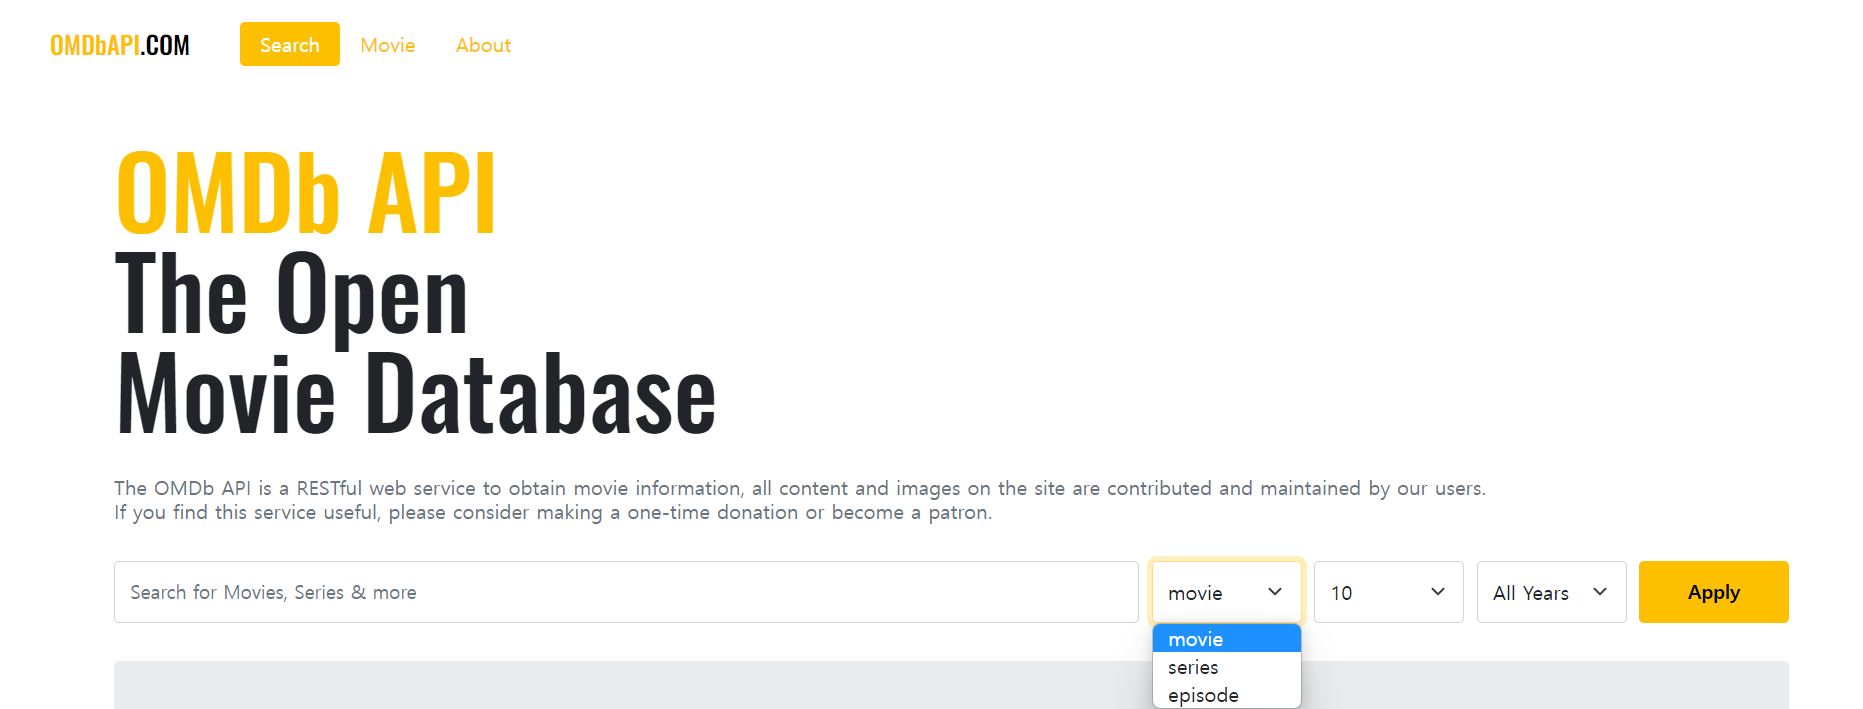 OMDbAPI.COM Search Movie About
OMDb API
The Open
Movie Database
The OMDb API is a RESTful web service to obtain movie information, all content and images on the site are contributed and maintained by our users.
If you find this service useful, please consider making a one-time donation or become a patron.
Search for Movies, Series & more movie 10 All Years Apply
movie
series
episode